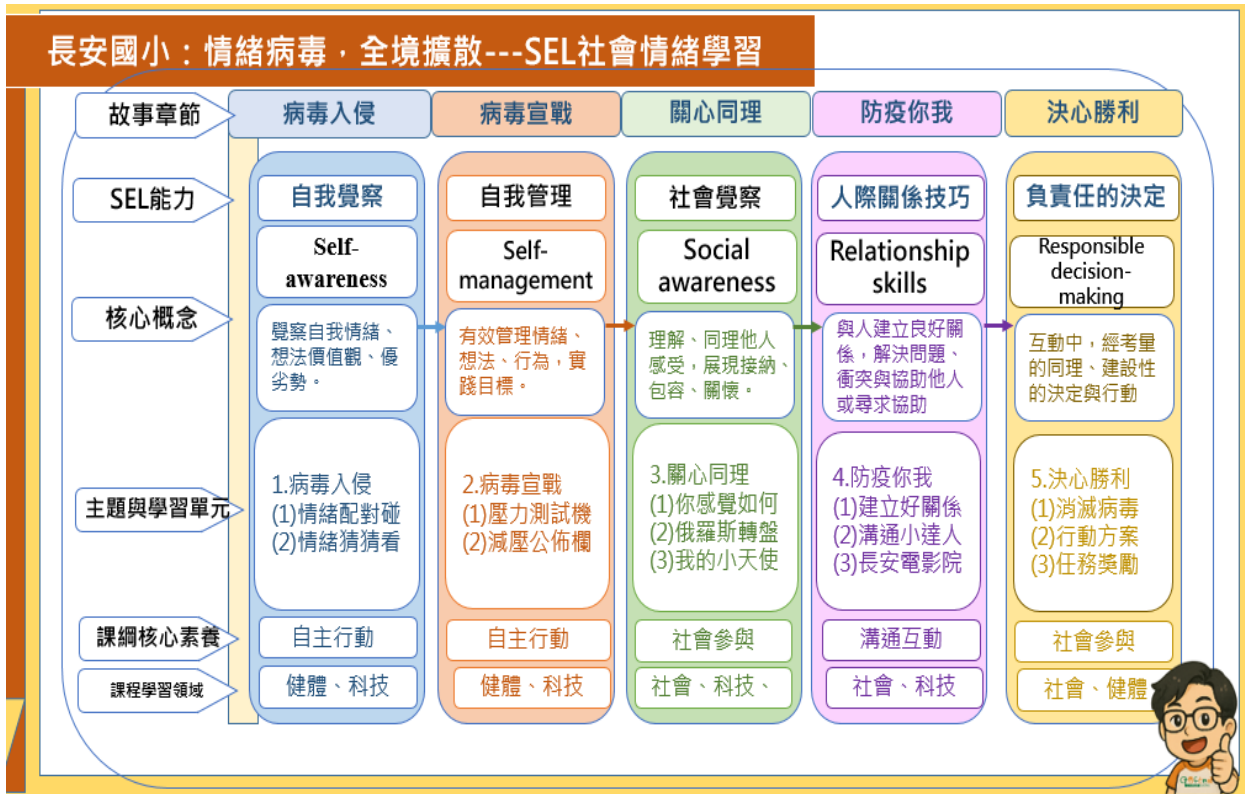 長安國小：情緒病毒，全境擴散---SEL社會情緒學習
故事章節
病毒入侵
病毒宣戰
關心同理
防疫你我
決心勝利
SEL能力
自我覺察
自我管理
社會覺察
人際關係技巧
負責任的決定
核心概念
Self-
awareness
Self-
management
Social
awareness
Relationship
skills
Responsible
decision-
making
覺察自我情緒、
想法價值觀、優
劣勢。
有效管理情緒、
想法、行為，實
踐目標。
理解、同理他人
感受，展現接納、
包容、關懷。
與人建立良好關
係，解決問題、
衝突與協助他人
或尋求協助
互動中，經考量
的同理、建設性
的決定與行動
主題與學習單元
1.病毒入侵
(1)情緒配對碰
(2)情緒猜猜看
2.病毒宣戰
(1)壓力測試機
(2)減壓公佈欄
3.關心同理
(1)你感覺如何
(2)俄羅斯轉盤
(3)我的小天使
4.防疫你我
(1)建立好關係
(2)溝通小達人
(3)長安電影院
5.決心勝利
(1)消滅病毒
(2)行動方案
(3)任務獎勵
課綱核心素養
自主行動
自主行動
社會參與
溝通互動
社會參與
課程學習領域
健體、科技
健體、科技
社會、科技、
社會、科技
社會、健體